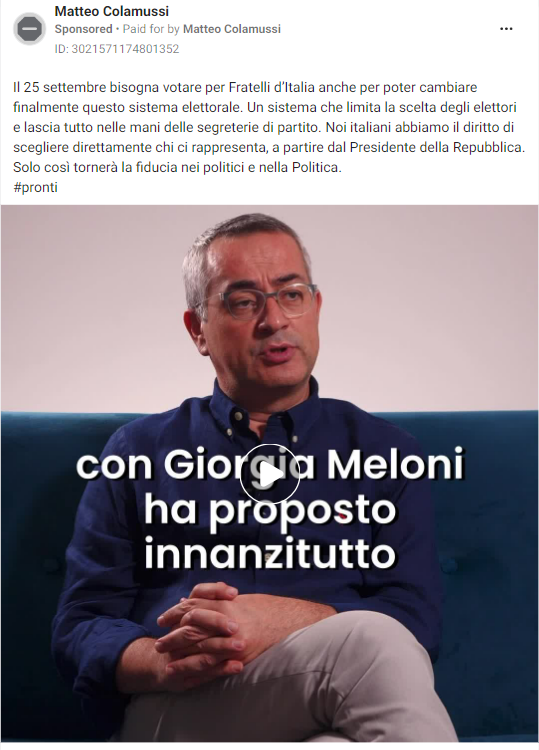 Matteo Colamussi
Sponsored • Paid for by Matteo Colamussi
ID: 3021571174801352
Il 25 settembre bisogna votare per Fratelli d'Italia anche per poter cambiare
finalmente questo sistema elettorale. Un sistema che limita la scelta degli elettori
e lascia tutto nelle mani delle segreterie di partito. Noi italiani abbiamo il diritto di
scegliere direttamente chi ci rappresenta, a partire dal Presidente della Repubblica.
Solo così tornerà la fiducia nei politici e nella Politica.
#pronti
con Giorgia Meloni
ha proposto
innanzitutto